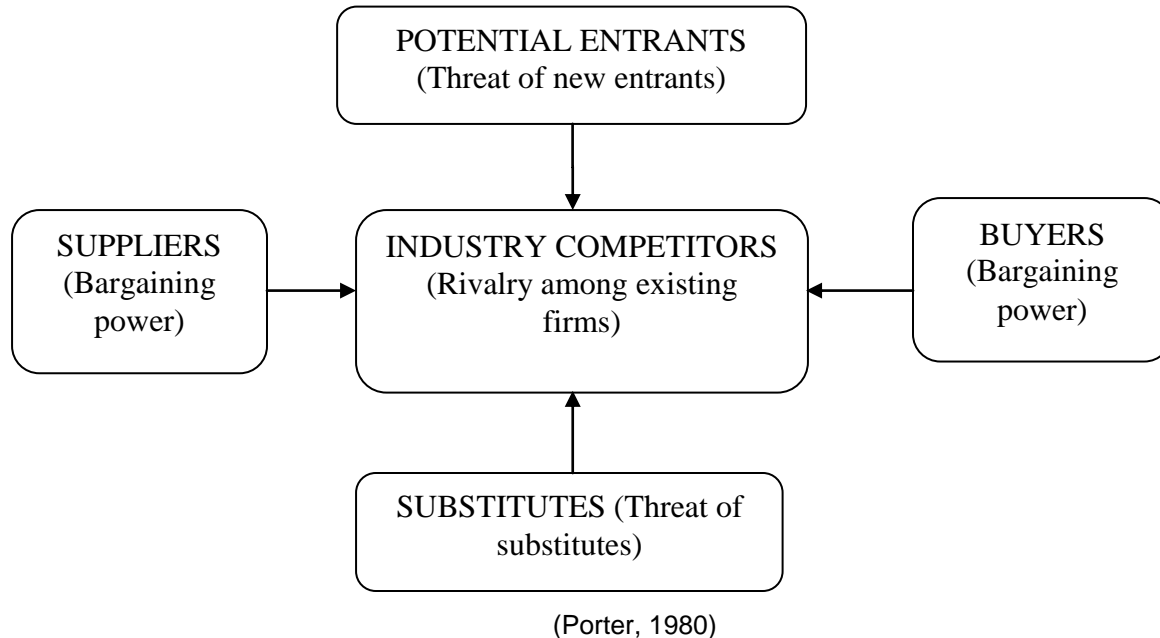 POTENTIAL ENTRANTS
(Threat of new entrants)
SUPPLIERS
(Bargaining
power)
INDUSTRY COMPETITORS
(Rivalry among existing
firms)
BUYERS
(Bargaining
power)
SUBSTITUTES (Threat of
substitutes)
(Porter, 1980)